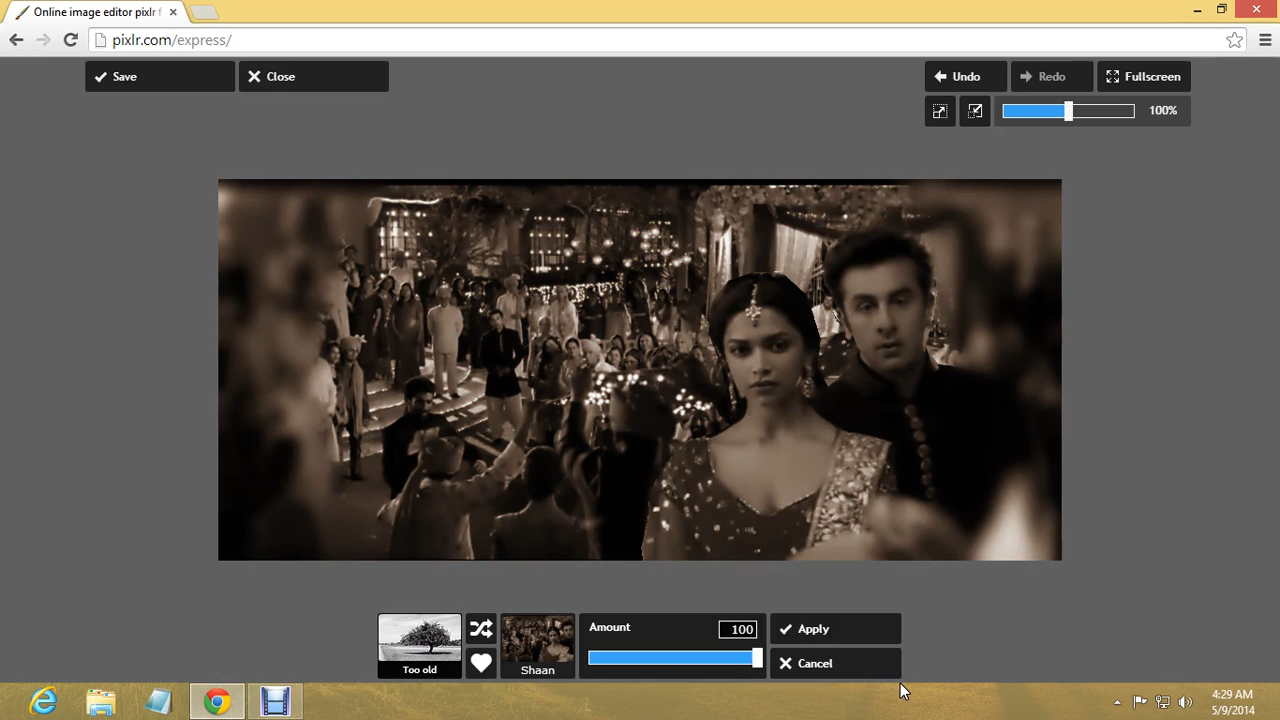 Online image editor pixlr f
pixlr.com/express/
Save
Close
Undo
Redo
Fullscreen
100%
Too old
Shaan
Amount
100
Apply
Cancel
4:29 AM
5/9/2014